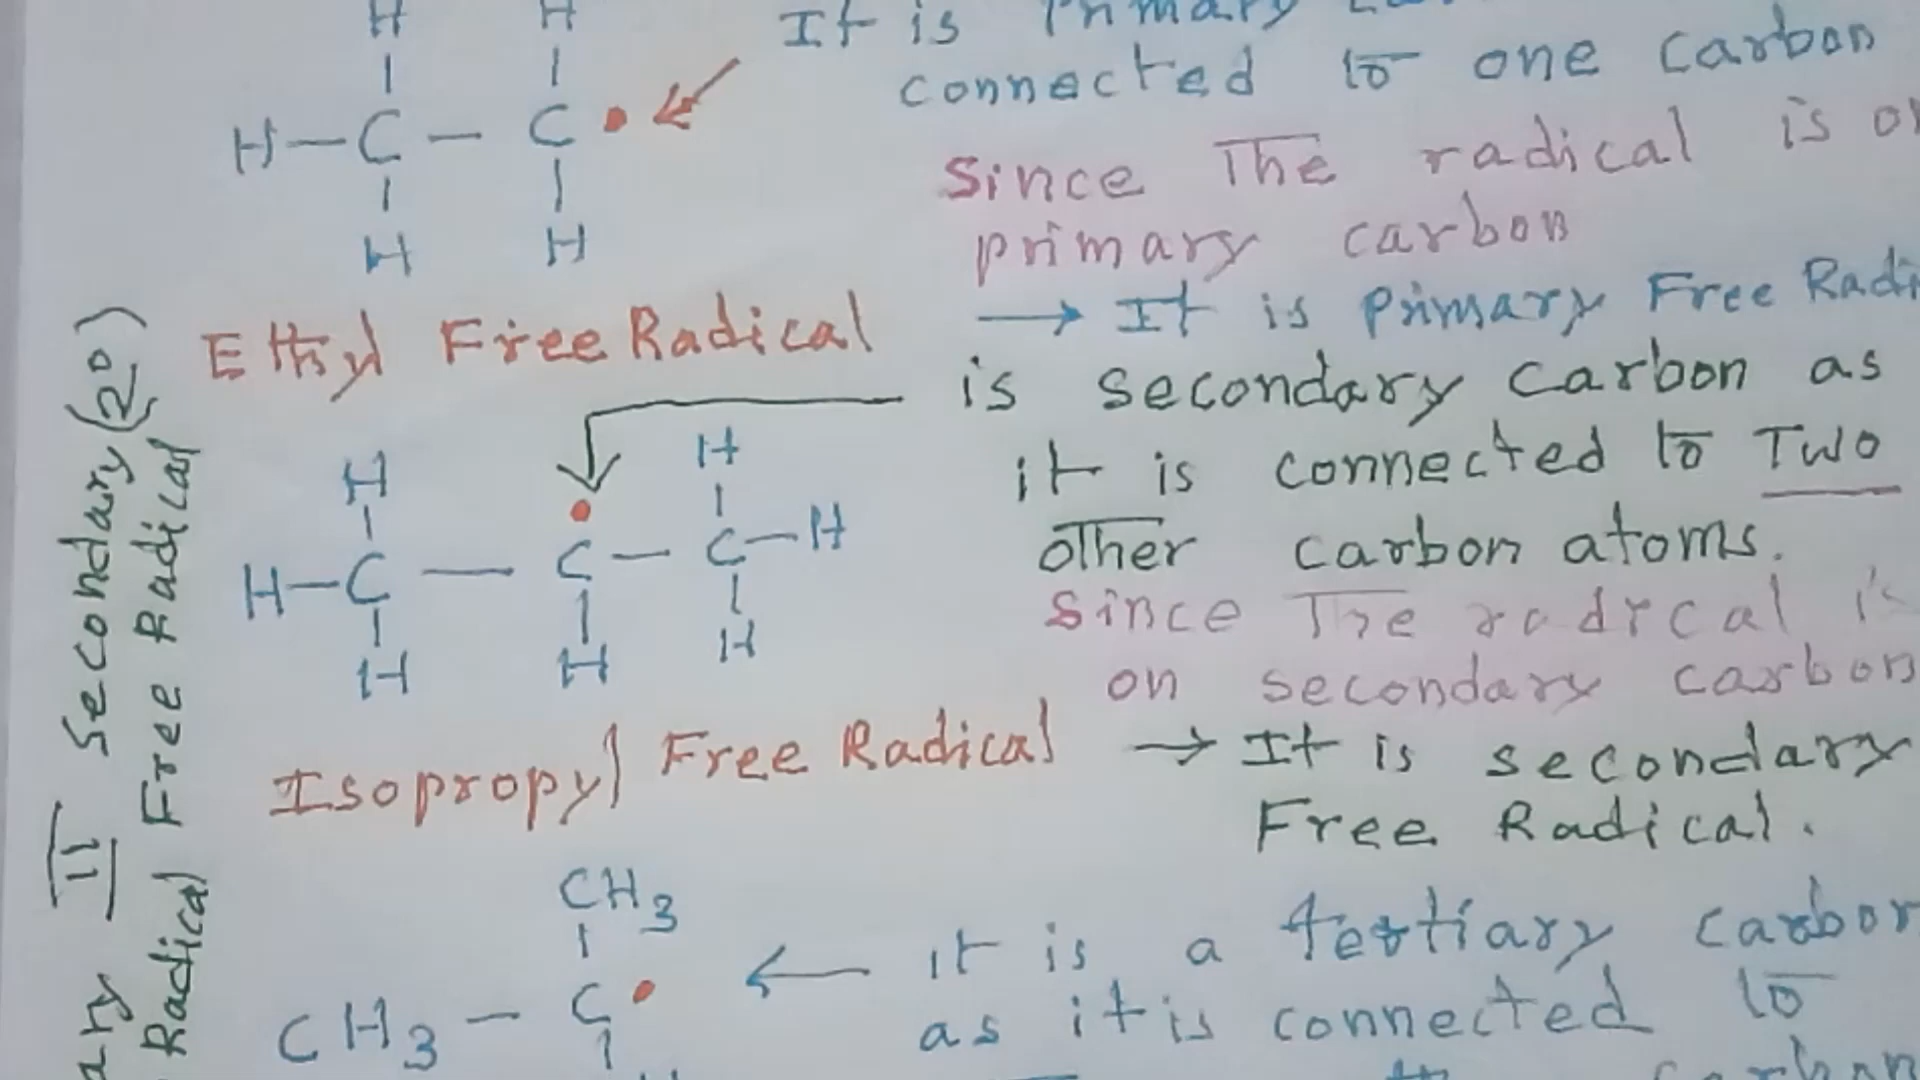 H H
It is Primary
connected to one carbon
H-C-C•
Since The radical is
primary carbon
H H
Ethyl Free Radical
→ It is Primary Free Radi
is secondary carbon as
it is connected to Two
other carbon atoms.
H H
H-C-C-C-H
•
H H H
Since The radical is
on secondary carbon
Isopropyl Free Radical
→ It is secondary
Free Radical.
CH3
CH3-C•
← it is a tertiary carbon
as it is connected to
carbon
II Secondary (2°)
Free Radical
Radical